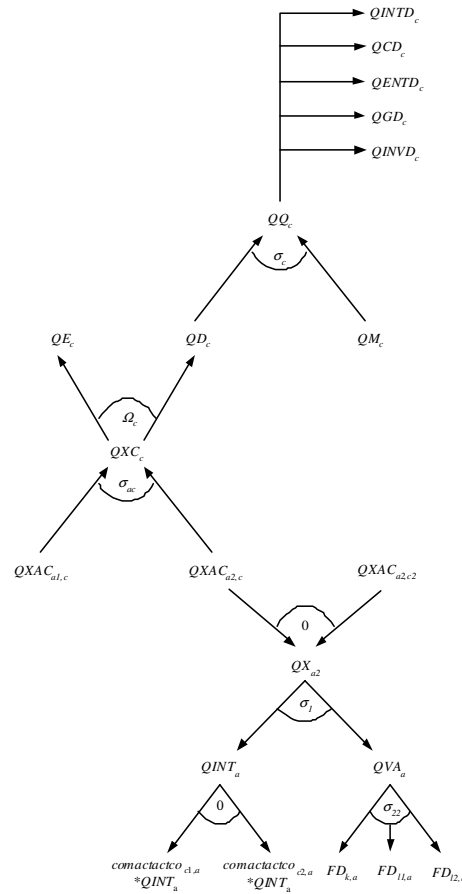 QINTD_c
QCD_c
QENTD_c
QGD_c
QINVD_c
QQ_c
σ_c
QE_c QD_c QM_c
Ω_c
QXC_c
σ_ac
QXAC_a1,c QXAC_a2,c QXAC_a2,c2
0
QX_a2
σ_1
QINT_a QVA_a
0 σ_22
comactactco_c1,a comactactco_c2,a FD_k,a FD_l1,a FD_l2,a
*QINT_a *QINT_a